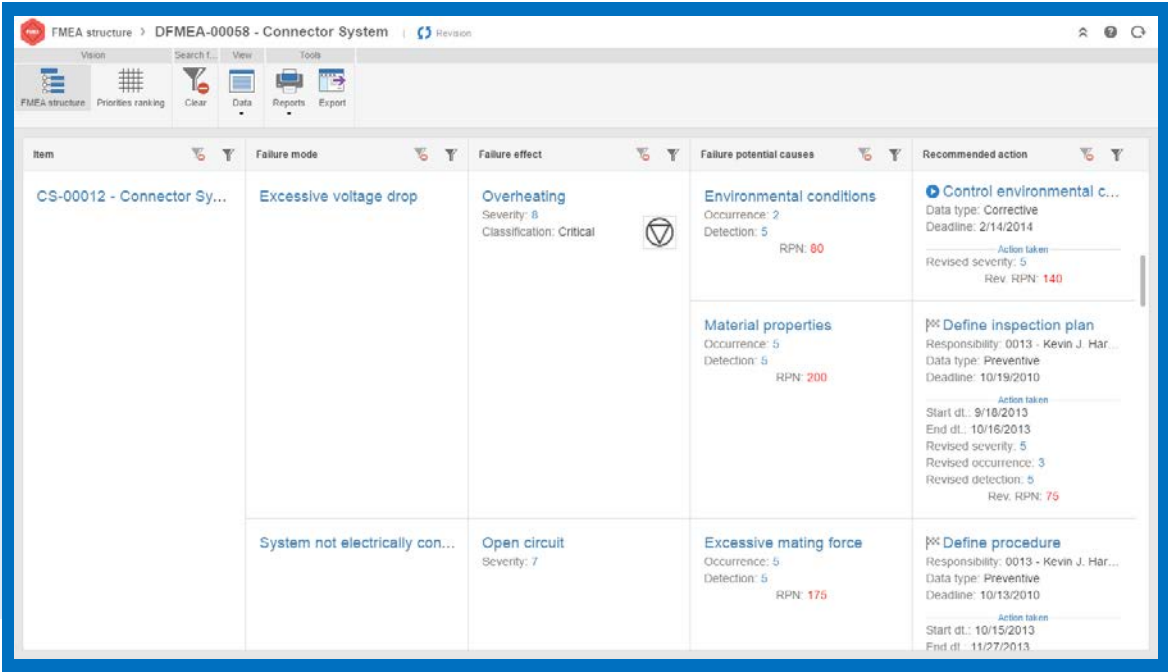 FMEA structure > DFMEA-00058 - Connector System | Revision
Vision Search f... View Tools
FMEA structure Priorities ranking Clear Data Reports Export
Item Failure mode Failure effect Failure potential causes Recommended action
CS-00012 - Connector Sy...
Excessive voltage drop
Overheating
Severity: 8
Classification: Critical
Environmental conditions
Occurrence: 2
Detection: 5
RPN: 80
Control environmental c...
Data type: Corrective
Deadline: 2/14/2014
Action taken
Revised severity: 5
Rev. RPN: 140
Material properties
Occurrence: 5
Detection: 5
RPN: 200
Define inspection plan
Responsibility: 0013 - Kevin J. Har...
Data type: Preventive
Deadline: 10/19/2010
Action taken
Start dt.: 9/18/2013
End dt.: 10/16/2013
Revised severity: 5
Revised occurrence: 3
Revised detection: 5
Rev. RPN: 75
System not electrically con...
Open circuit
Severity: 7
Excessive mating force
Occurrence: 5
Detection: 5
RPN: 175
Define procedure
Responsibility: 0013 - Kevin J. Har...
Data type: Preventive
Deadline: 10/13/2010
Action taken
Start dt.: 10/15/2013
End dt.: 11/27/2013